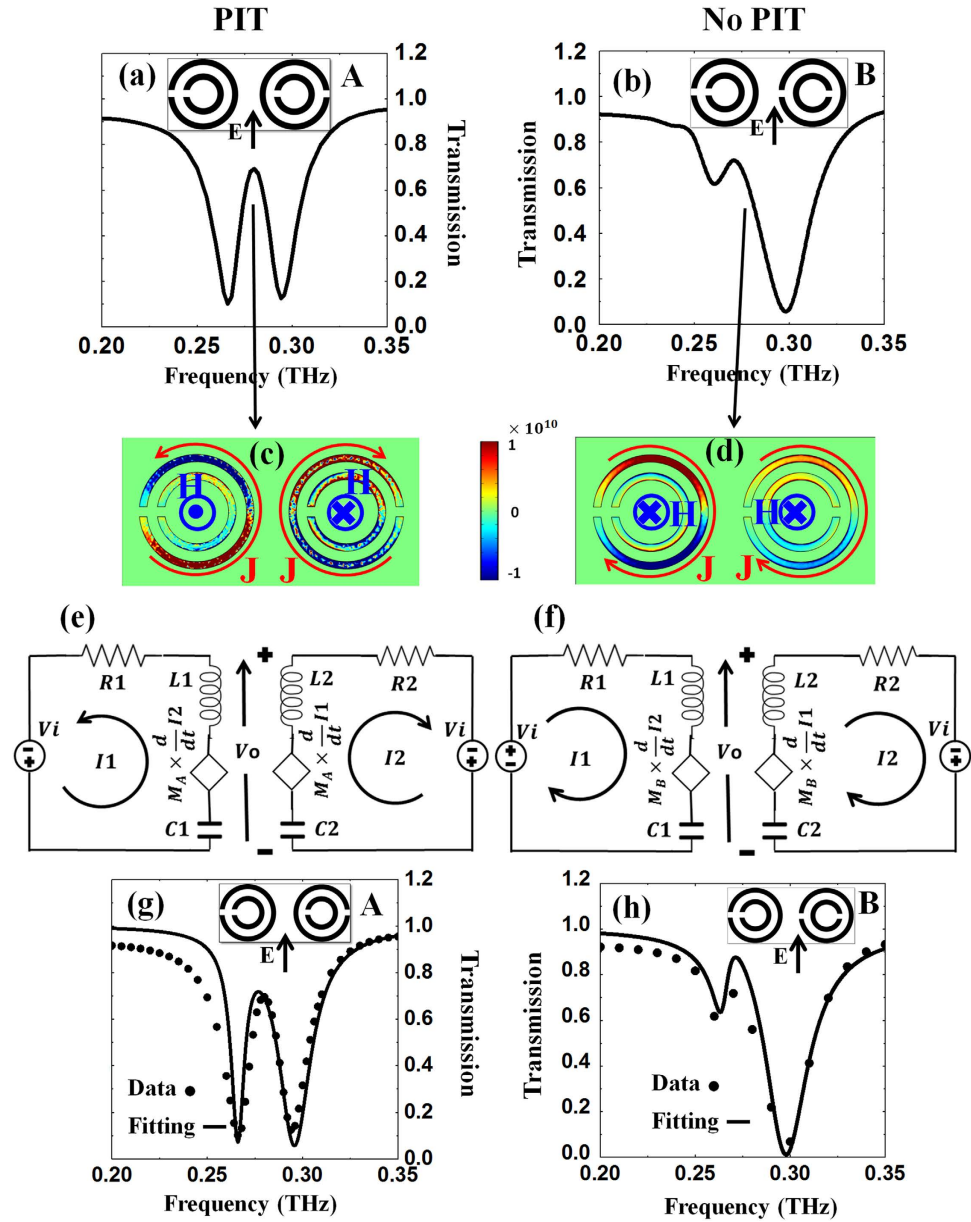 PIT
No PIT
(a)
A
E
1.2
1.0
0.8
0.6
0.4
0.2
0.0
Transmission
0.20 0.25 0.30 0.35
Frequency (THz)
(b)
B
E
1.2
1.0
0.8
0.6
0.4
0.2
0.0
Transmission
0.20 0.25 0.30 0.35
Frequency (THz)
(c)
H
H
J
J
× 10¹⁰
1
0
-1
(d)
H
H
J
J
(e)
R1
L1
Vi
I1
M_A × d/dt I2
C1
+
Vo
-
L2
R2
M_A × d/dt I1
I2
Vi
C2
(f)
R1
L1
Vi
I1
M_B × d/dt I2
C1
+
Vo
-
L2
R2
M_B × d/dt I1
I2
Vi
C2
(g)
A
E
1.2
1.0
0.8
0.6
0.4
0.2
0.0
Transmission
Data
Fitting
0.20 0.25 0.30 0.35
Frequency (THz)
(h)
B
E
1.2
1.0
0.8
0.6
0.4
0.2
0.0
Transmission
Data
Fitting
0.20 0.25 0.30 0.35
Frequency (THz)